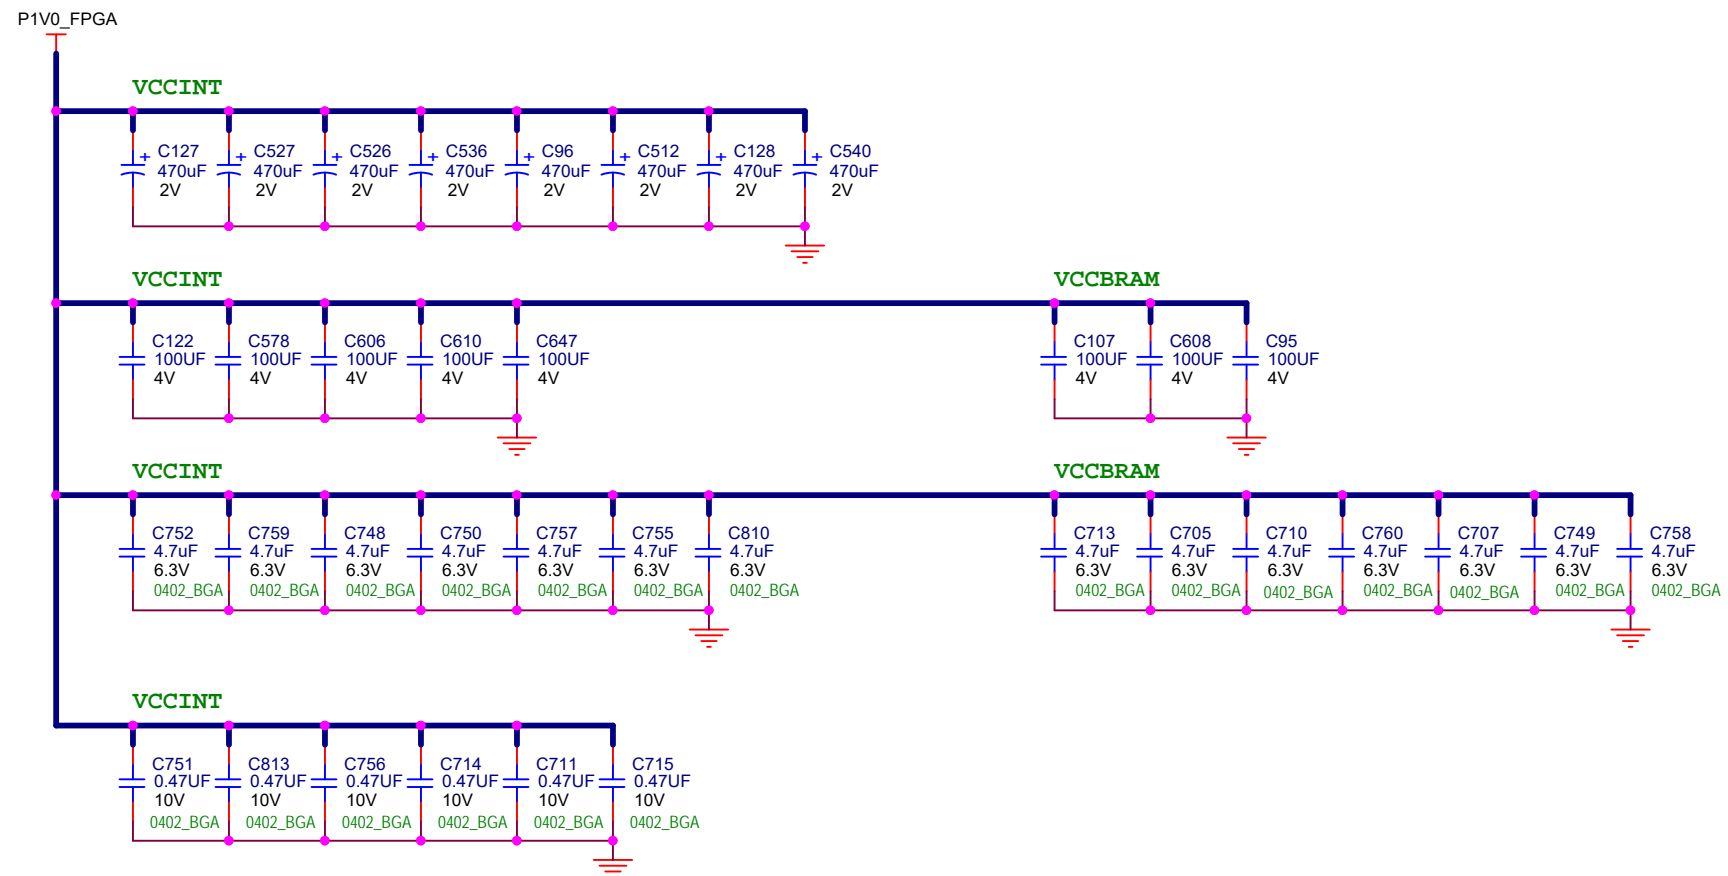 P1V0_FPGA
VCCINT
C127 C527 C526 C536 C96 C512 C128 C540
+ 470uF + 470uF + 470uF + 470uF + 470uF + 470uF + 470uF + 470uF
2V 2V 2V 2V 2V 2V 2V 2V
VCCINT VCCBRAM
C122 C578 C606 C610 C647 C107 C608 C95
100UF 100UF 100UF 100UF 100UF 100UF 100UF 100UF
4V 4V 4V 4V 4V 4V 4V 4V
VCCINT VCCBRAM
C752 C759 C748 C750 C757 C755 C810 C713 C705 C710 C760 C707 C749 C758
4.7uF 4.7uF 4.7uF 4.7uF 4.7uF 4.7uF 4.7uF 4.7uF 4.7uF 4.7uF 4.7uF 4.7uF 4.7uF 4.7uF
6.3V 6.3V 6.3V 6.3V 6.3V 6.3V 6.3V 6.3V 6.3V 6.3V 6.3V 6.3V 6.3V 6.3V
0402_BGA 0402_BGA 0402_BGA 0402_BGA 0402_BGA 0402_BGA 0402_BGA 0402_BGA 0402_BGA 0402_BGA 0402_BGA 0402_BGA 0402_BGA 0402_BGA
VCCINT
C751 C813 C756 C714 C711 C715
0.47UF 0.47UF 0.47UF 0.47UF 0.47UF 0.47UF
10V 10V 10V 10V 10V 10V
0402_BGA 0402_BGA 0402_BGA 0402_BGA 0402_BGA 0402_BGA